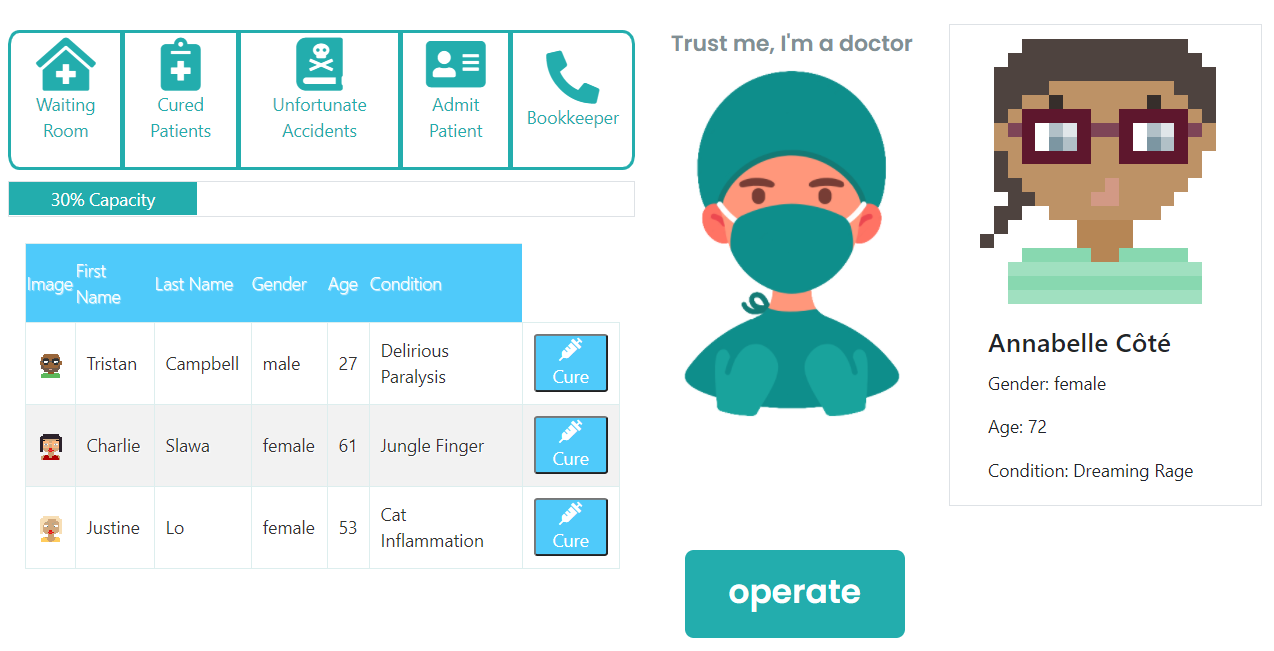 Waiting
Room
Cured
Patients
Unfortunate
Accidents
Admit
Patient
Bookkeeper
30% Capacity
Image First Name Last Name Gender Age Condition
Tristan Campbell male 27 Delirious Paralysis
Cure
Charlie Slawa female 61 Jungle Finger
Cure
Justine Lo female 53 Cat Inflammation
Cure
Trust me, I'm a doctor
operate
Annabelle Côté
Gender: female
Age: 72
Condition: Dreaming Rage